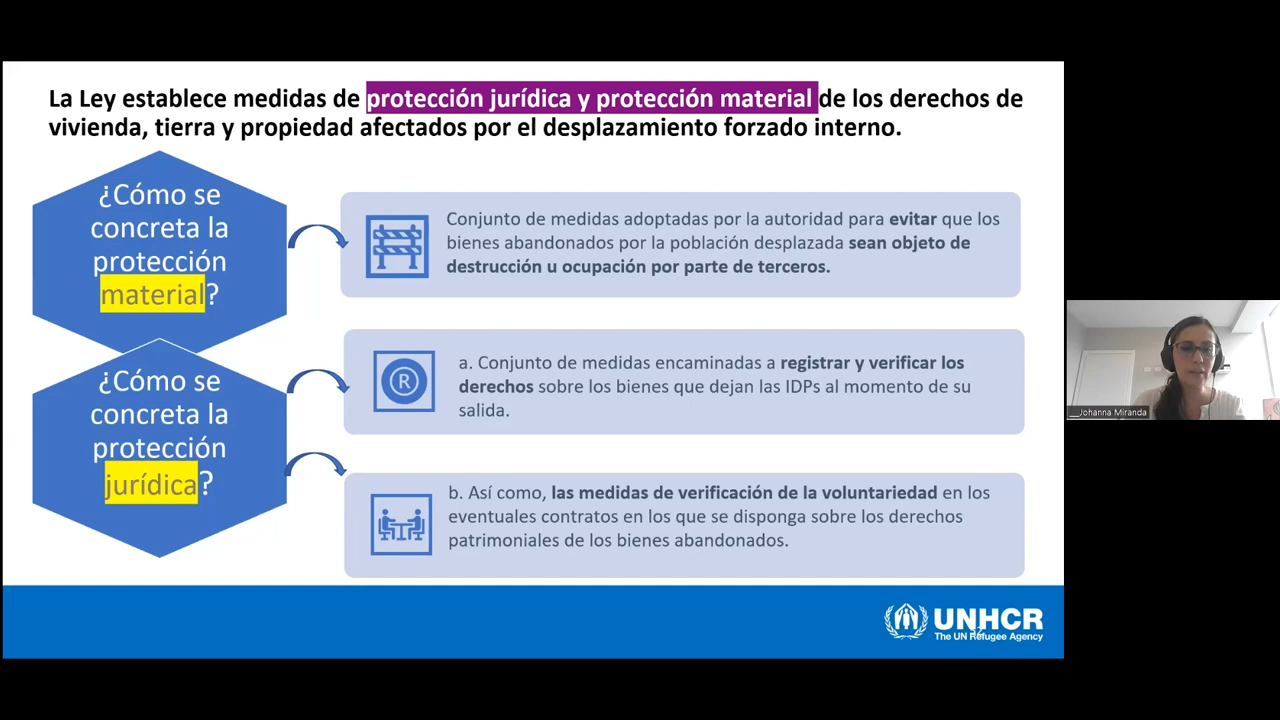 La Ley establece medidas de protección jurídica y protección material de los derechos de
vivienda, tierra y propiedad afectados por el desplazamiento forzado interno.
¿Cómo se
concreta la
protección
material?
Conjunto de medidas adoptadas por la autoridad para evitar que los
bienes abandonados por la población desplazada sean objeto de
destrucción u ocupación por parte de terceros.
¿Cómo se
concreta la
protección
jurídica?
R
a. Conjunto de medidas encaminadas a registrar y verificar los
derechos sobre los bienes que dejan las IDPs al momento de su
salida.
b. Así como, las medidas de verificación de la voluntariedad en los
eventuales contratos en los que se disponga sobre los derechos
patrimoniales de los bienes abandonados.
UNHCR
The UN Refugee Agency
__Johanna Miranda